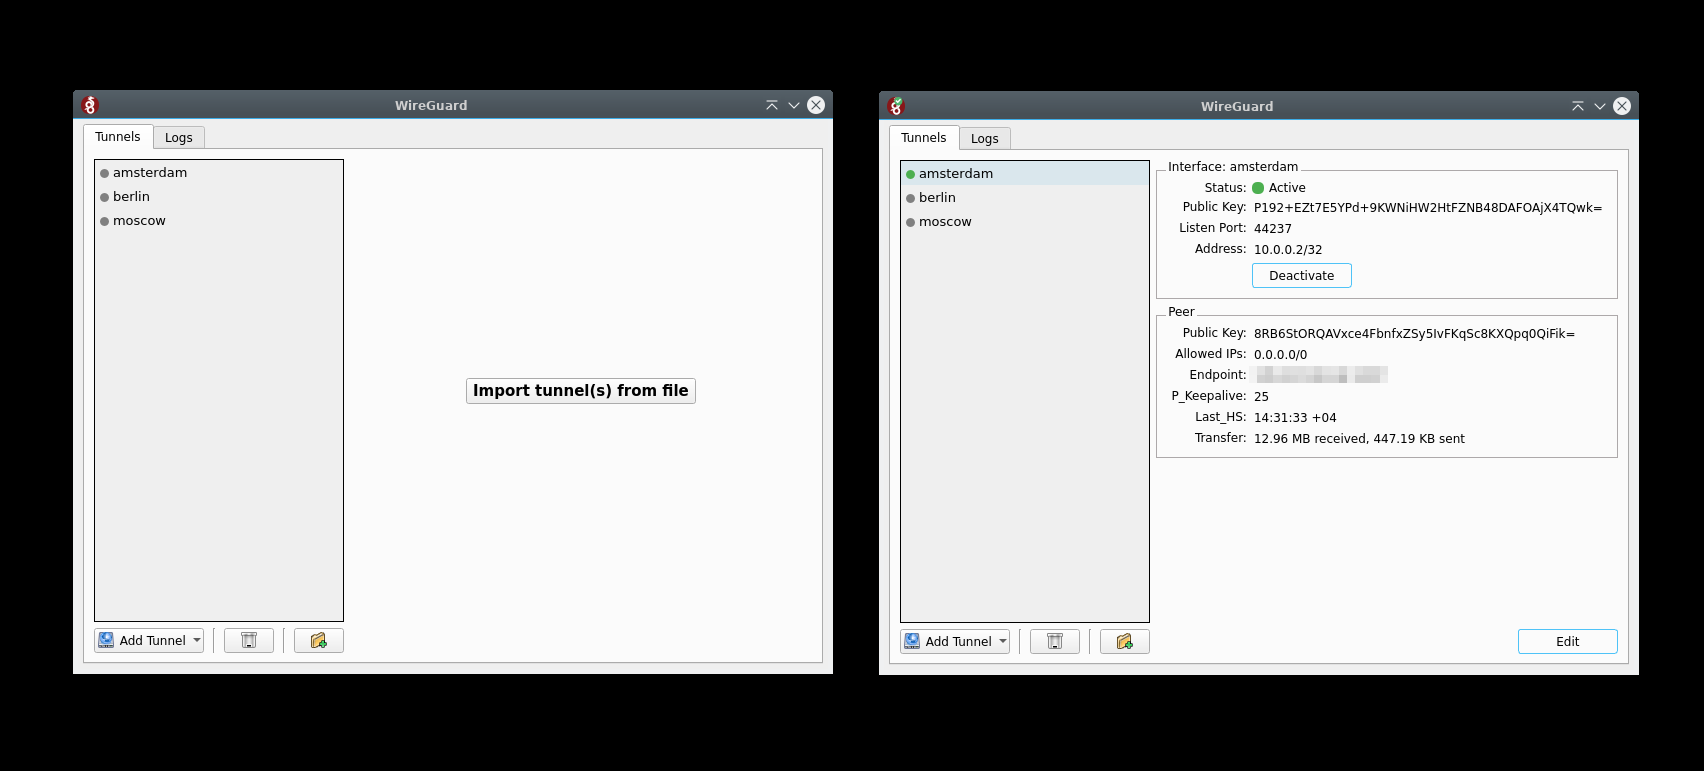 WireGuard
Tunnels
Logs
amsterdam
berlin
moscow
Import tunnel(s) from file
Add Tunnel
WireGuard
Tunnels
Logs
amsterdam
berlin
moscow
Interface: amsterdam
Status: Active
Public Key: P192+EZt7E5YPd+9KWNiHW2HtFZNB48DAFOAjX4TQwk=
Listen Port: 44237
Address: 10.0.0.2/32
Deactivate
Peer
Public Key: 8RB6StORQAVxce4FbnfxZSy5IvFKqSc8KXQpq0QiFik=
Allowed IPs: 0.0.0.0/0
Endpoint:
P_Keepalive: 25
Last_HS: 14:31:33 +04
Transfer: 12.96 MB received, 447.19 KB sent
Add Tunnel
Edit